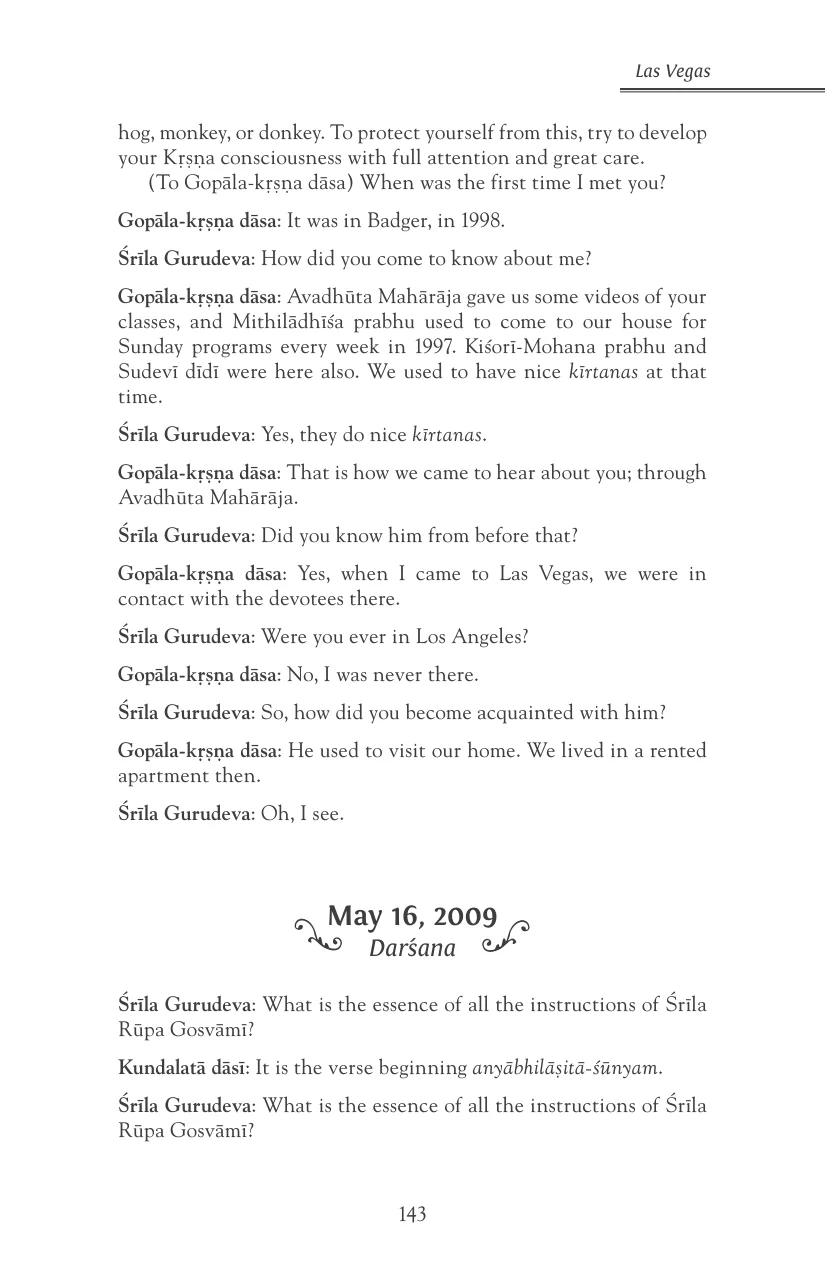 Las Vegas
hog, monkey, or donkey. To protect yourself from this, try to develop
your Kṛṣṇa consciousness with full attention and great care.
(To Gopāla-kṛṣṇa dāsa) When was the first time I met you?
Gopāla-kṛṣṇa dāsa: It was in Badger, in 1998.
Śrīla Gurudeva: How did you come to know about me?
Gopāla-kṛṣṇa dāsa: Avadhūta Mahārāja gave us some videos of your
classes, and Mithilādhīśa prabhu used to come to our house for
Sunday programs every week in 1997. Kiśorī-Mohana prabhu and
Sudevī dīdī were here also. We used to have nice kīrtanas at that
time.
Śrīla Gurudeva: Yes, they do nice kīrtanas.
Gopāla-kṛṣṇa dāsa: That is how we came to hear about you; through
Avadhūta Mahārāja.
Śrīla Gurudeva: Did you know him from before that?
Gopāla-kṛṣṇa dāsa: Yes, when I came to Las Vegas, we were in
contact with the devotees there.
Śrīla Gurudeva: Were you ever in Los Angeles?
Gopāla-kṛṣṇa dāsa: No, I was never there.
Śrīla Gurudeva: So, how did you become acquainted with him?
Gopāla-kṛṣṇa dāsa: He used to visit our home. We lived in a rented
apartment then.
Śrīla Gurudeva: Oh, I see.
May 16, 2009
Darśana
Śrīla Gurudeva: What is the essence of all the instructions of Śrīla
Rūpa Gosvāmī?
Kundalatā dāsī: It is the verse beginning anyābhilāṣitā-śūnyam.
Śrīla Gurudeva: What is the essence of all the instructions of Śrīla
Rūpa Gosvāmī?
143